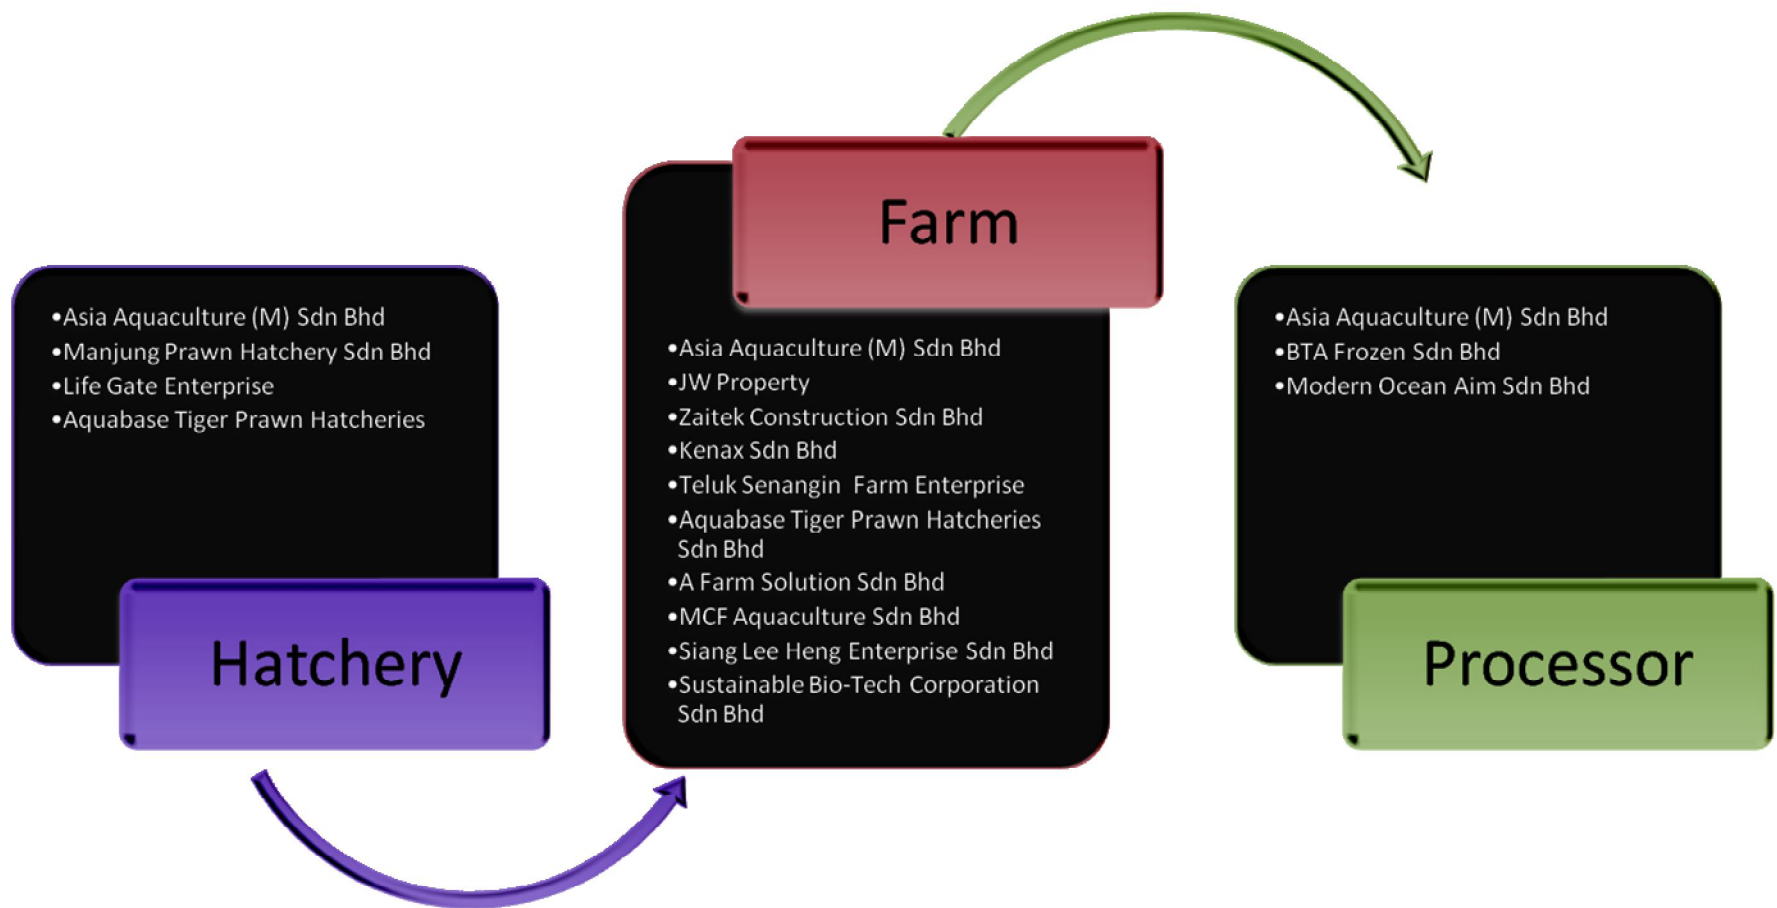 •Asia Aquaculture (M) Sdn Bhd
•Manjung Prawn Hatchery Sdn Bhd
•Life Gate Enterprise
•Aquabase Tiger Prawn Hatcheries
Hatchery
Farm
•Asia Aquaculture (M) Sdn Bhd
•JW Property
•Zaitek Construction Sdn Bhd
•Kenax Sdn Bhd
•Teluk Senangin Farm Enterprise
•Aquabase Tiger Prawn Hatcheries
Sdn Bhd
•A Farm Solution Sdn Bhd
•MCF Aquaculture Sdn Bhd
•Siang Lee Heng Enterprise Sdn Bhd
•Sustainable Bio-Tech Corporation
Sdn Bhd
•Asia Aquaculture (M) Sdn Bhd
•BTA Frozen Sdn Bhd
•Modern Ocean Aim Sdn Bhd
Processor